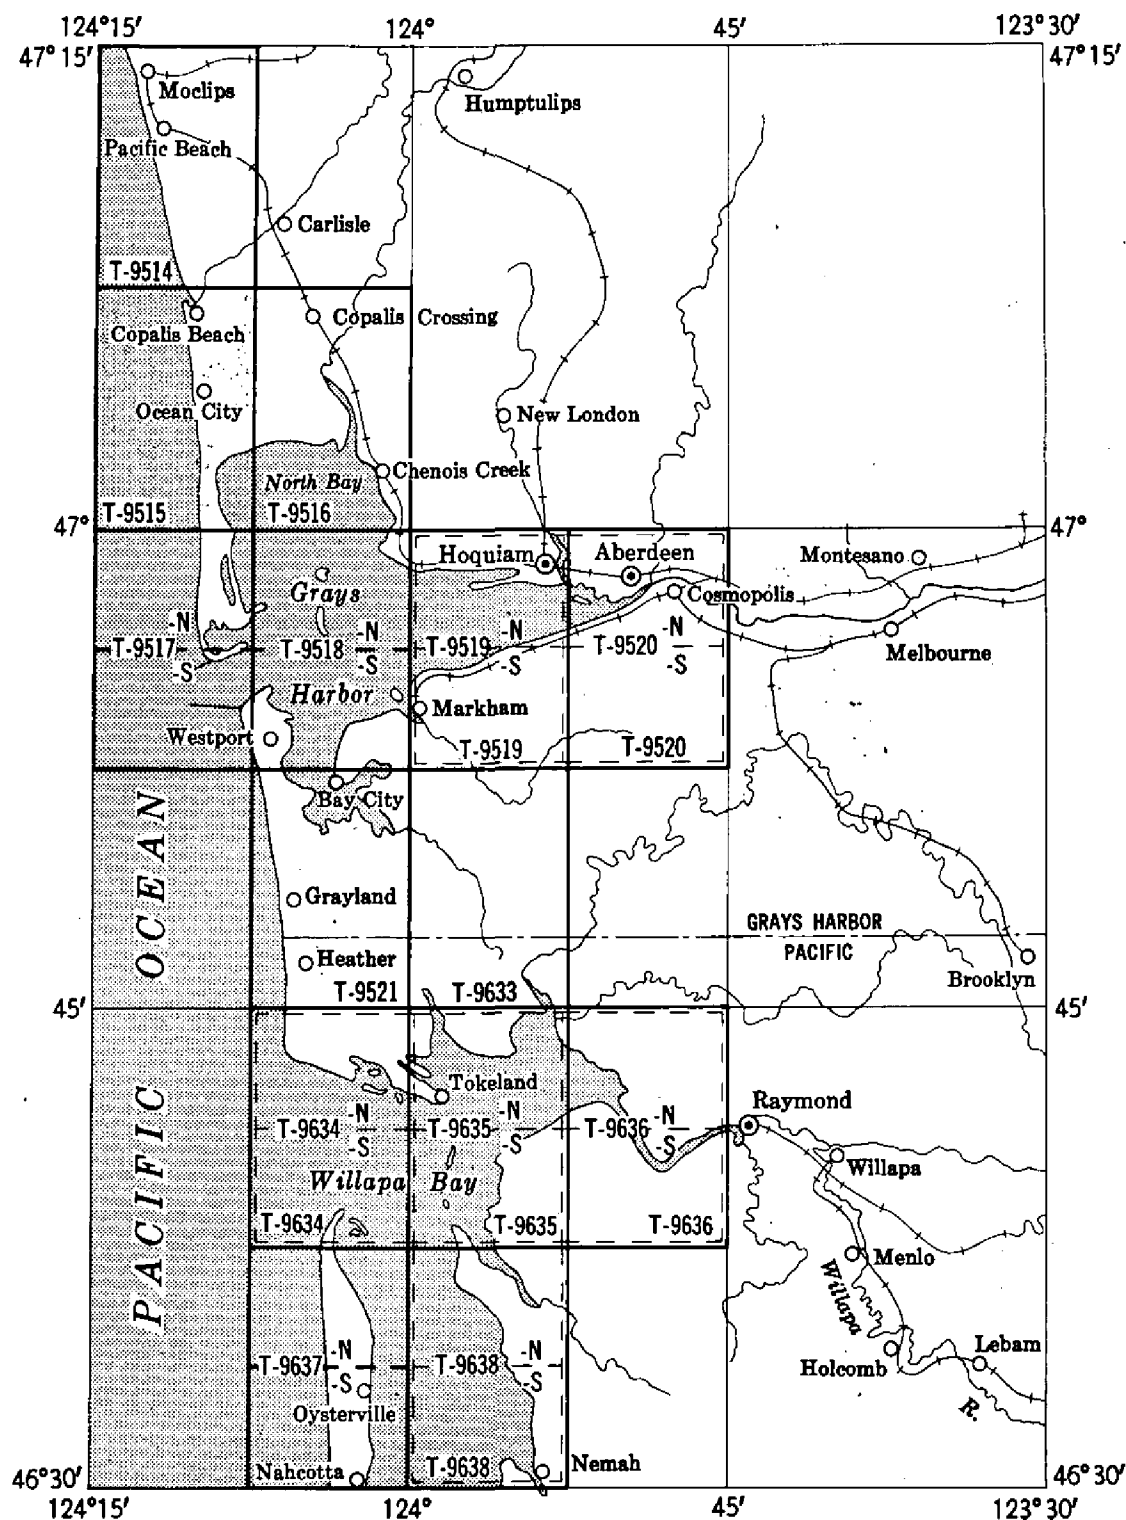 124°15′ 124° 45′ 123°30′
47°15′ 47°15′
Moclips
Humptulips
Pacific Beach
Carlisle
T-9514
Copalis Beach
Copalis Crossing
Ocean City
New London
Chenois Creek
North Bay
T-9515 T-9516
47° 47°
Hoquiam Aberdeen Montesano
Grays
Cosmopolis
-N -N -N -N
T-9517 T-9518 T-9519 T-9520
-S -S -S -S
Melbourne
Harbor
Markham
Westport
T-9519 T-9520
Bay City
Grayland
GRAYS HARBOR
PACIFIC
Heather
Brooklyn
T-9521 T-9633
45′ 45′
Tokeland
Raymond
-N -N -N
T-9634 T-9635 T-9636
-S -S -S
Willapa
Willapa Bay
T-9634 T-9635 T-9636
Menlo
Willapa
R.
PACIFIC OCEAN
Lebam
Holcomb
-N -N
T-9637 T-9638
-S -S
Oysterville
Nahcotta
T-9638
Nemah
46°30′ 46°30′
124°15′ 124° 45′ 123°30′